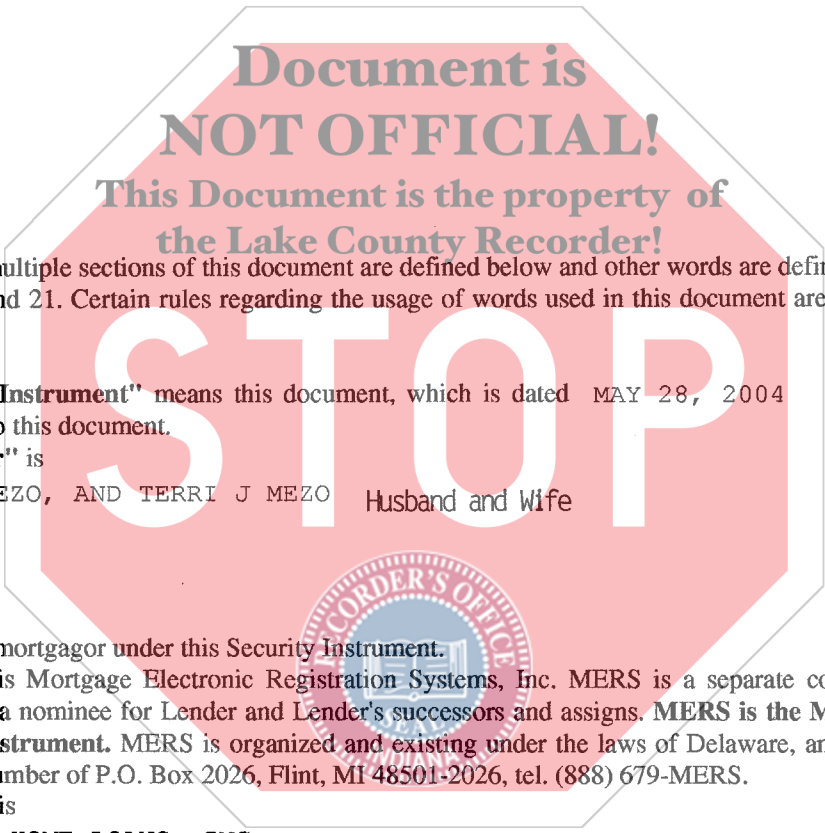 Document is
NOT OFFICIAL!
This Document is the property of
the Lake County Recorder!
multiple sections of this document are defined below and other words are defin
nd 21. Certain rules regarding the usage of words used in this document are
STOP
Instrument" means this document, which is dated MAY 28, 2004
this document.
" is
EZO, AND TERRI J MEZO Husband and Wife
RECORDER'S OFFICE
SEAL
INDIANA
mortgagor under this Security Instrument.
is Mortgage Electronic Registration Systems, Inc. MERS is a separate co
a nominee for Lender and Lender's successors and assigns. MERS is the M
strument. MERS is organized and existing under the laws of Delaware, an
umber of P.O. Box 2026, Flint, MI 48501-2026, tel. (888) 679-MERS.
is